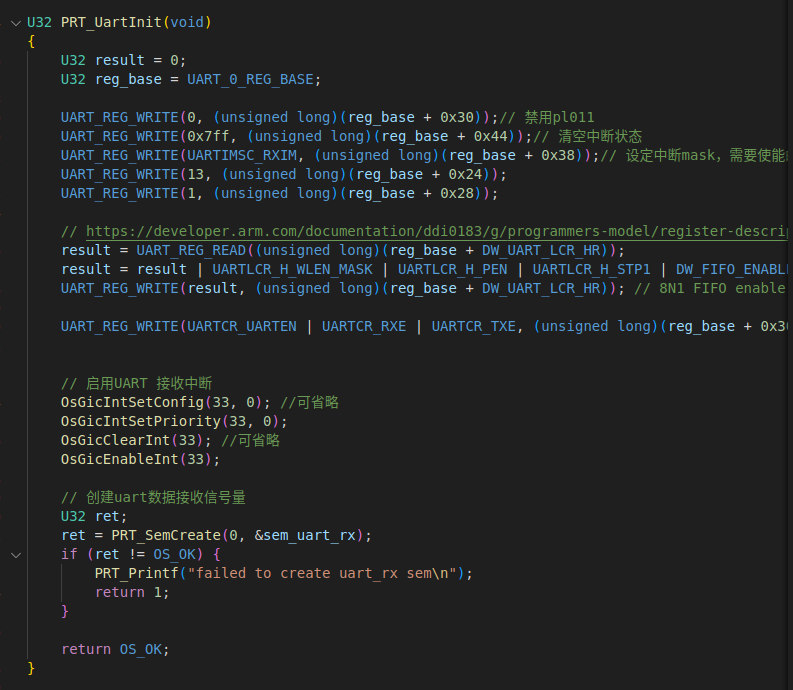 U32 PRT_UartInit(void)
{
    U32 result = 0;
    U32 reg_base = UART_0_REG_BASE;

    UART_REG_WRITE(0, (unsigned long)(reg_base + 0x30));// 禁用pl011
    UART_REG_WRITE(0x7ff, (unsigned long)(reg_base + 0x44));// 清空中断状态
    UART_REG_WRITE(UARTIMSC_RXIM, (unsigned long)(reg_base + 0x38));// 设定中断mask，需要使能
    UART_REG_WRITE(13, (unsigned long)(reg_base + 0x24));
    UART_REG_WRITE(1, (unsigned long)(reg_base + 0x28));

    // https://developer.arm.com/documentation/ddi0183/g/programmers-model/register-descrip
    result = UART_REG_READ((unsigned long)(reg_base + DW_UART_LCR_HR));
    result = result | UARTLCR_H_WLEN_MASK | UARTLCR_H_PEN | UARTLCR_H_STP1 | DW_FIFO_ENABL
    UART_REG_WRITE(result, (unsigned long)(reg_base + DW_UART_LCR_HR)); // 8N1 FIFO enable

    UART_REG_WRITE(UARTCR_UARTEN | UARTCR_RXE | UARTCR_TXE, (unsigned long)(reg_base + 0x30

    // 启用UART 接收中断
    OsGicIntSetConfig(33, 0); //可省略
    OsGicIntSetPriority(33, 0);
    OsGicClearInt(33); //可省略
    OsGicEnableInt(33);

    // 创建uart数据接收信号量
    U32 ret;
    ret = PRT_SemCreate(0, &sem_uart_rx);
    if (ret != OS_OK) {
        PRT_Printf("failed to create uart_rx sem\n");
        return 1;
    }

    return OS_OK;
}